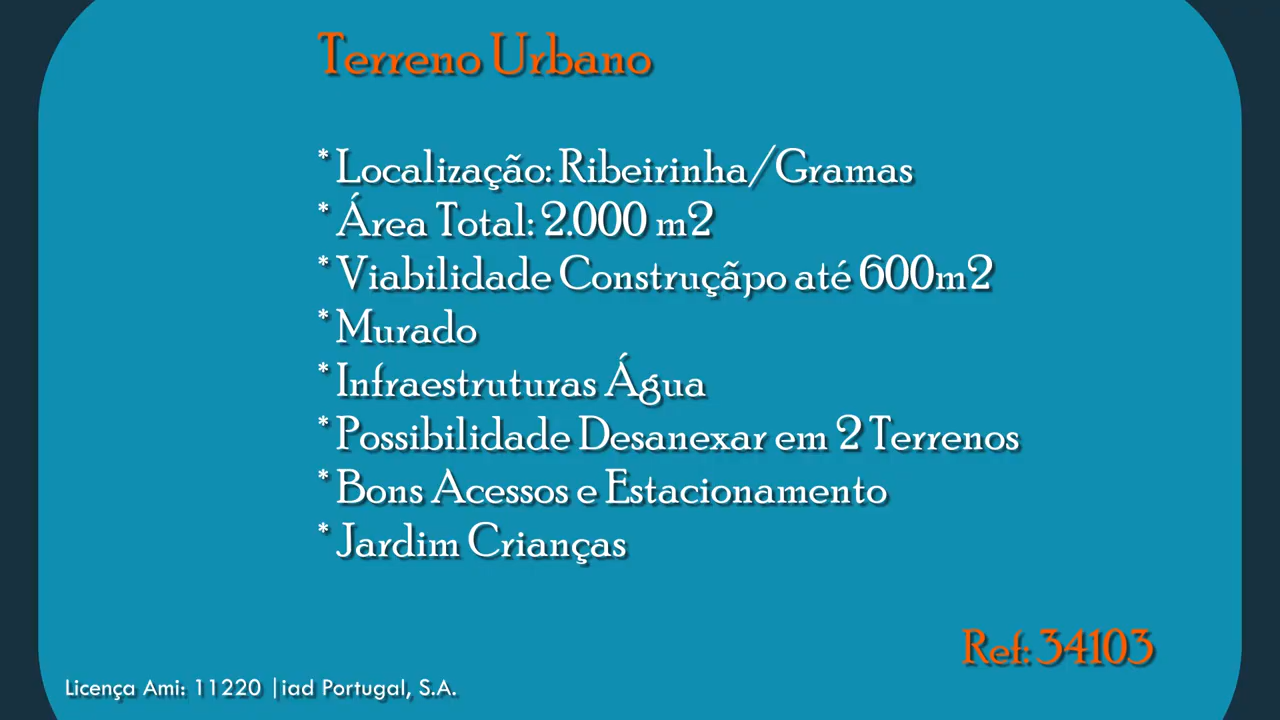 Terreno Urbano
* Localização: Ribeirinha/Gramas
* Área Total: 2.000 m2
* Viabilidade Construçãpo até 600m2
* Murado
* Infraestruturas Água
* Possibilidade Desanexar em 2 Terrenos
* Bons Acessos e Estacionamento
* Jardim Crianças
Ref: 34103
Licença Ami: 11220 |iad Portugal, S.A.